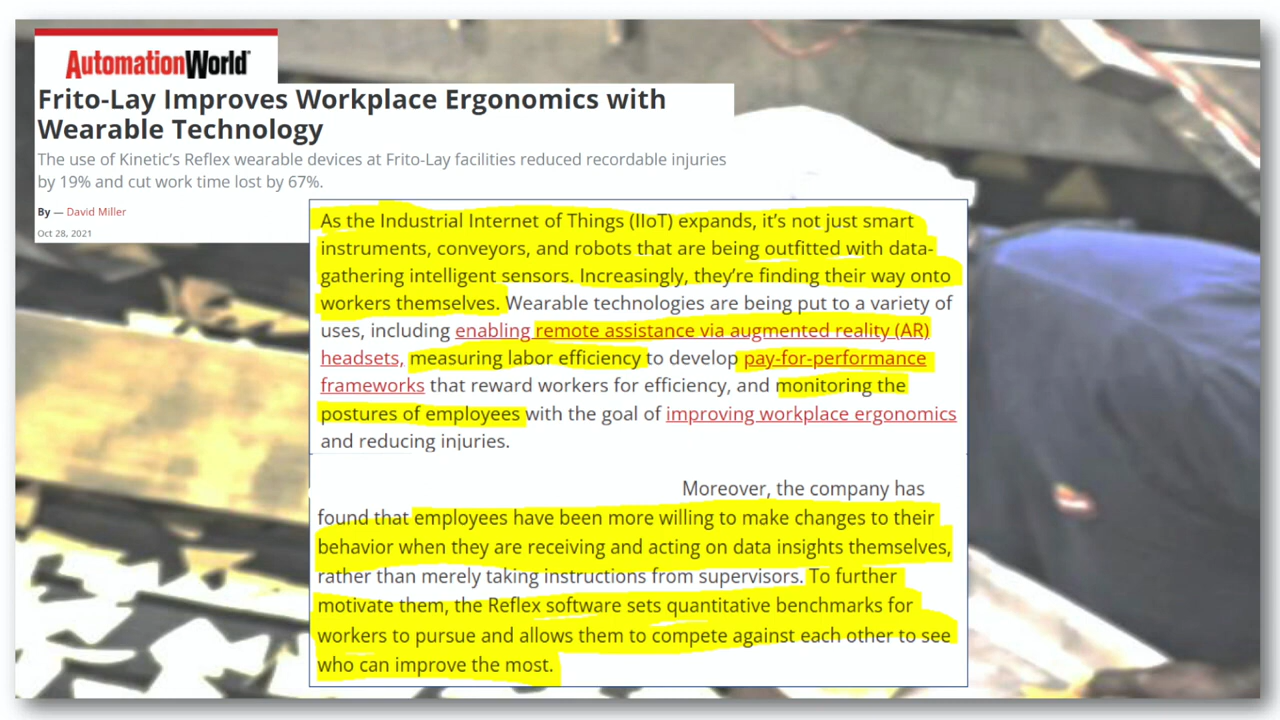 AutomationWorld
Frito-Lay Improves Workplace Ergonomics with
Wearable Technology
The use of Kinetic's Reflex wearable devices at Frito-Lay facilities reduced recordable injuries
by 19% and cut work time lost by 67%.
By — David Miller
Oct 28, 2021
As the Industrial Internet of Things (IIoT) expands, it's not just smart
instruments, conveyors, and robots that are being outfitted with data-
gathering intelligent sensors. Increasingly, they're finding their way onto
workers themselves. Wearable technologies are being put to a variety of
uses, including enabling remote assistance via augmented reality (AR)
headsets, measuring labor efficiency to develop pay-for-performance
frameworks that reward workers for efficiency, and monitoring the
postures of employees with the goal of improving workplace ergonomics
and reducing injuries.
Moreover, the company has
found that employees have been more willing to make changes to their
behavior when they are receiving and acting on data insights themselves,
rather than merely taking instructions from supervisors. To further
motivate them, the Reflex software sets quantitative benchmarks for
workers to pursue and allows them to compete against each other to see
who can improve the most.